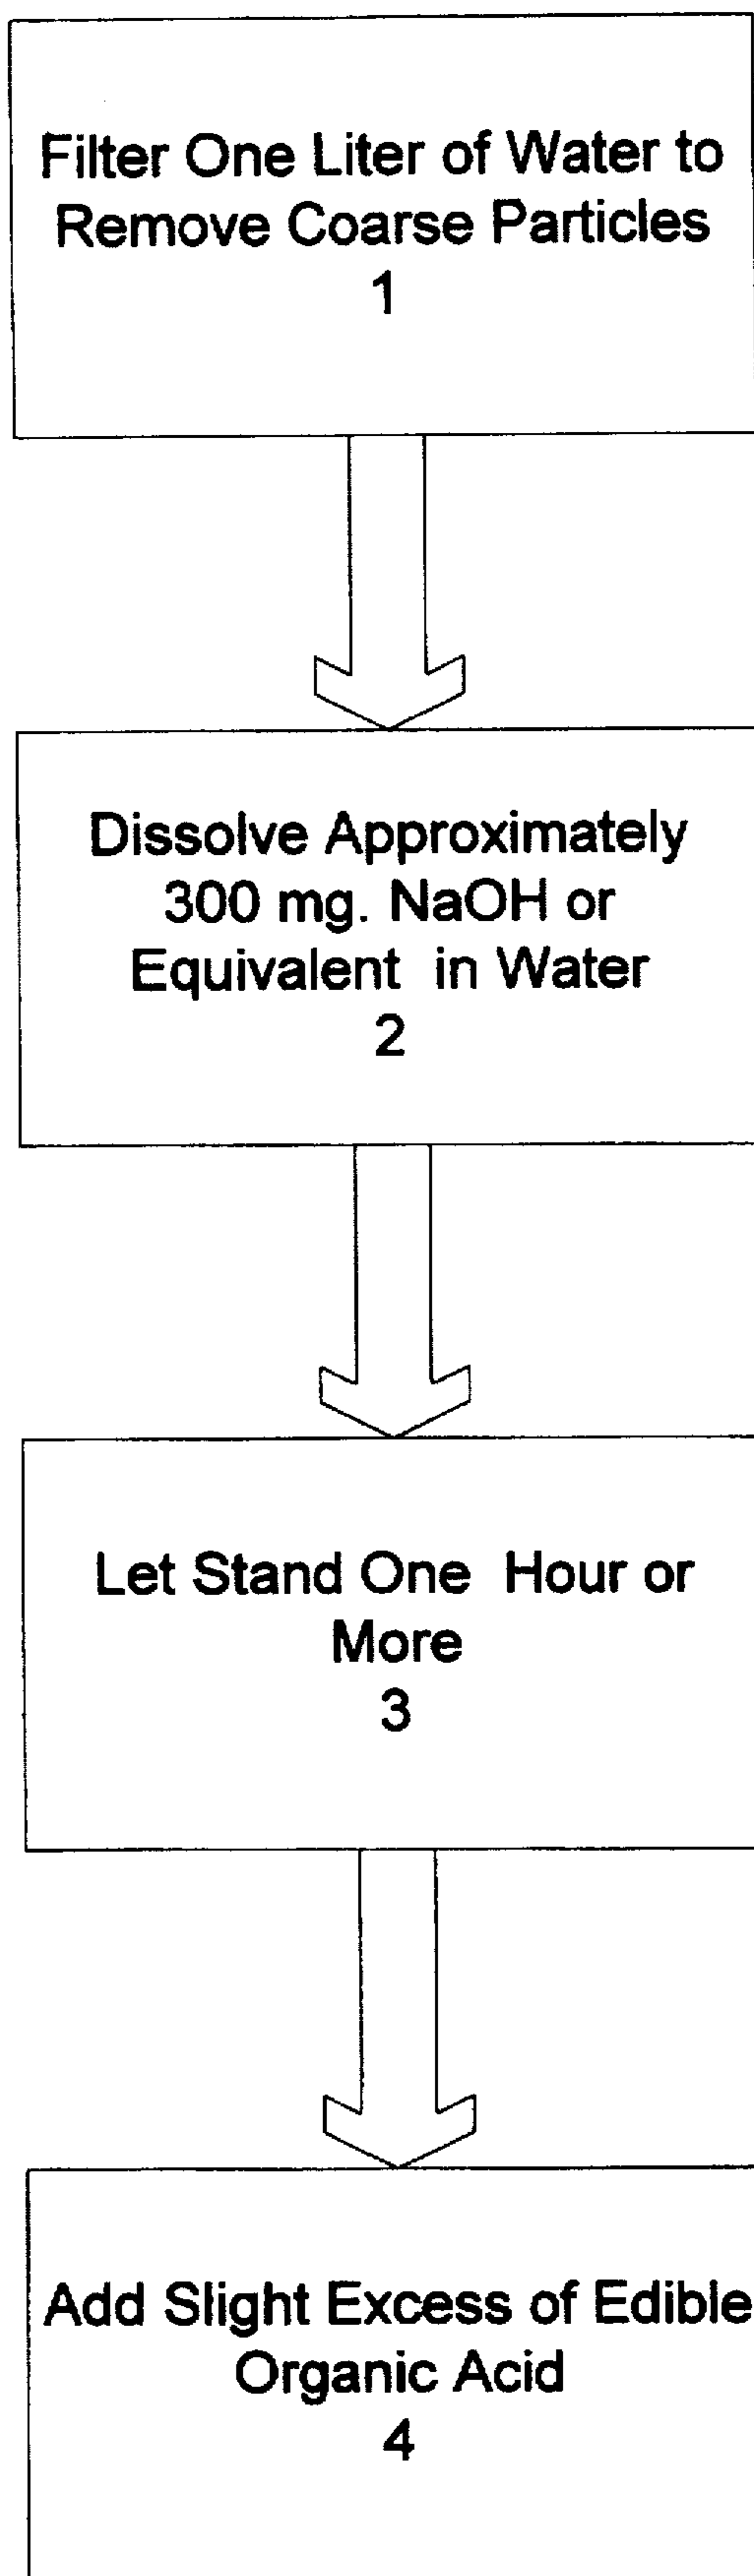 Filter One Liter of Water to
Remove Coarse Particles
1
Dissolve Approximately
300 mg. NaOH or
Equivalent in Water
2
Let Stand One Hour or
More
3
Add Slight Excess of Edible
Organic Acid
4